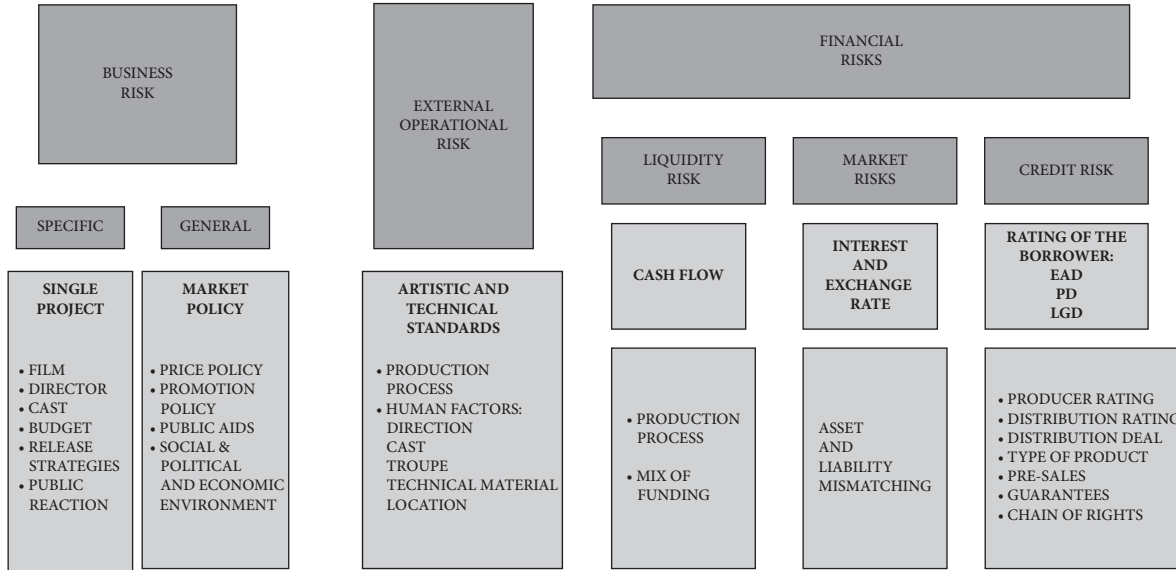 BUSINESS
RISK
EXTERNAL
OPERATIONAL
RISK
FINANCIAL
RISKS
LIQUIDITY
RISK
MARKET
RISKS
CREDIT RISK
SPECIFIC
GENERAL
CASH FLOW
INTEREST
AND
EXCHANGE
RATE
RATING OF THE
BORROWER:
EAD
PD
LGD
SINGLE
PROJECT
• FILM
• DIRECTOR
• CAST
• BUDGET
• RELEASE
STRATEGIES
• PUBLIC
REACTION
MARKET
POLICY
• PRICE POLICY
• PROMOTION
POLICY
• PUBLIC AIDS
• SOCIAL &
POLITICAL
AND ECONOMIC
ENVIRONMENT
ARTISTIC AND
TECHNICAL
STANDARDS
• PRODUCTION
PROCESS
• HUMAN FACTORS:
DIRECTION
CAST
TROUPE
TECHNICAL MATERIAL
LOCATION
• PRODUCTION
PROCESS
• MIX OF
FUNDING
ASSET
AND
LIABILITY
MISMATCHING
• PRODUCER RATING
• DISTRIBUTION RATING
• DISTRIBUTION DEAL
• TYPE OF PRODUCT
• PRE-SALES
• GUARANTEES
• CHAIN OF RIGHTS